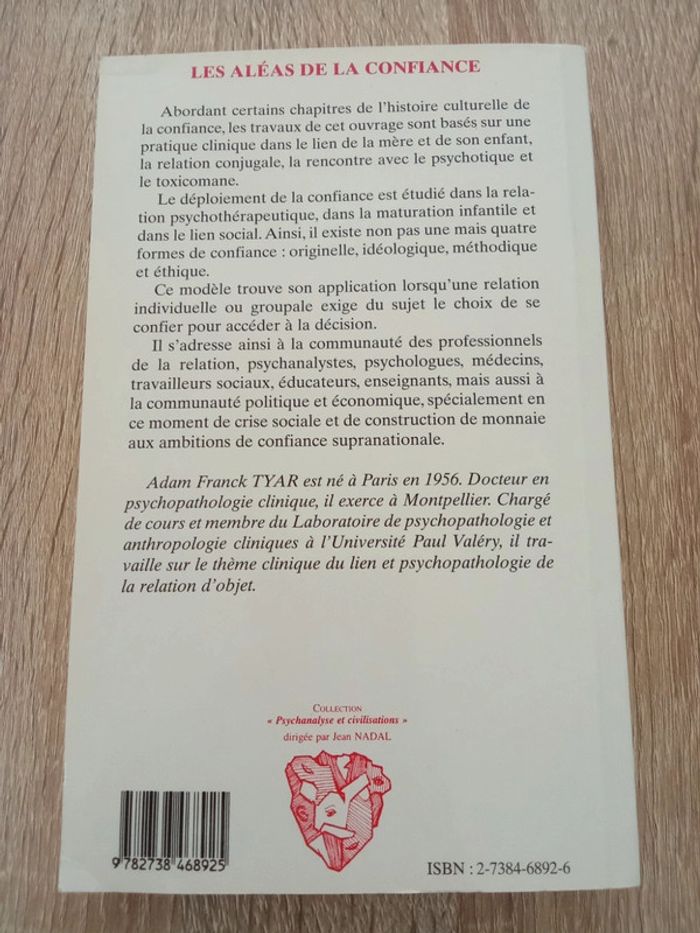 LES ALÉAS DE LA CONFIANCE
Abordant certains chapitres de l'histoire culturelle de
la confiance, les travaux de cet ouvrage sont basés sur une
pratique clinique dans le lien de la mère et de son enfant,
la relation conjugale, la rencontre avec le psychotique et
le toxicomane.
Le déploiement de la confiance est étudié dans la rela-
tion psychothérapeutique, dans la maturation infantile et
dans le lien social. Ainsi, il existe non pas une mais quatre
formes de confiance : originelle, idéologique, méthodique
et éthique.
Ce modèle trouve son application lorsqu'une relation
individuelle ou groupale exige du sujet le choix de se
confier pour accéder à la décision.
Il s'adresse ainsi à la communauté des professionnels
de la relation, psychanalystes, psychologues, médecins,
travailleurs sociaux, éducateurs, enseignants, mais aussi à
la communauté politique et économique, spécialement en
ce moment de crise sociale et de construction de monnaie
aux ambitions de confiance supranationale.
Adam Franck TYAR est né à Paris en 1956. Docteur en
psychopathologie clinique, il exerce à Montpellier. Chargé
de cours et membre du Laboratoire de psychopathologie et
anthropologie cliniques à l'Université Paul Valéry, il tra-
vaille sur le thème clinique du lien et psychopathologie de
la relation d'objet.
COLLECTION
« Psychanalyse et civilisations »
dirigée par Jean NADAL
9 782738 468925
ISBN : 2-7384-6892-6